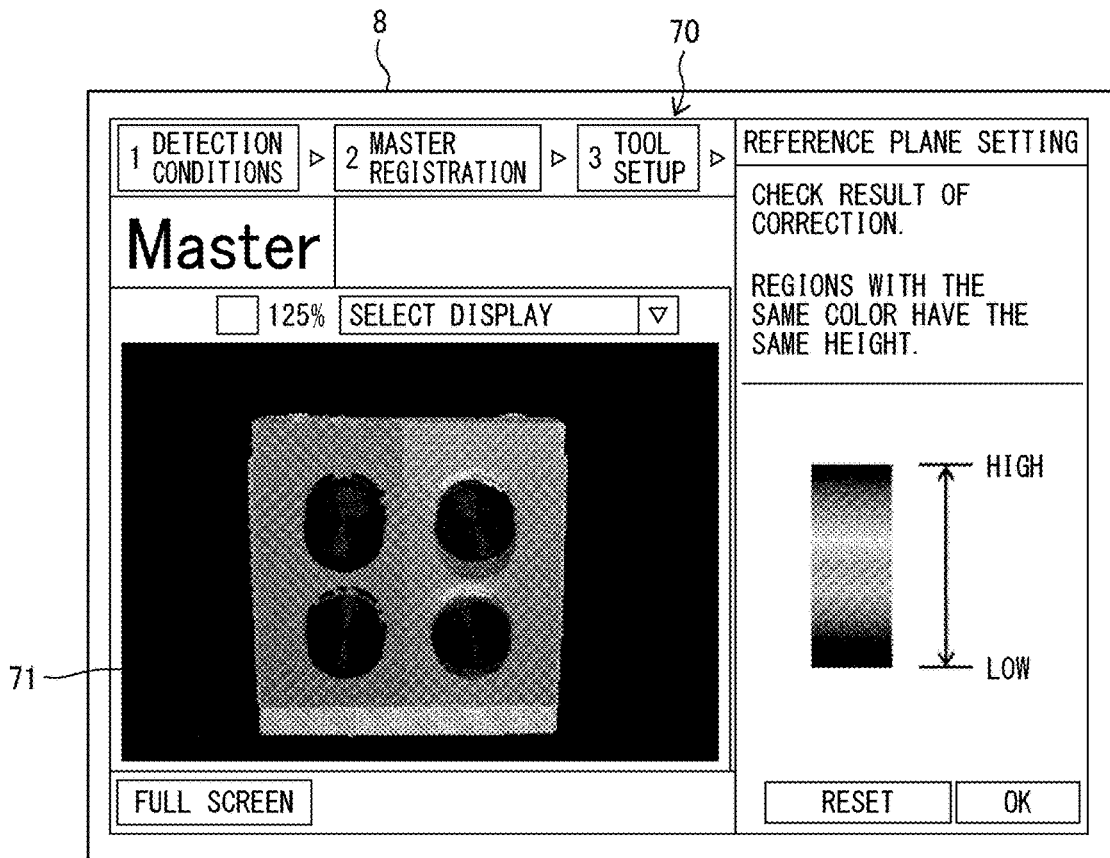 8
70
1 DETECTION CONDITIONS
2 MASTER REGISTRATION
3 TOOL SETUP
REFERENCE PLANE SETTING
Master
CHECK RESULT OF
CORRECTION.
REGIONS WITH THE
SAME COLOR HAVE THE
SAME HEIGHT.
125%
SELECT DISPLAY
HIGH
LOW
71
FULL SCREEN
RESET
OK